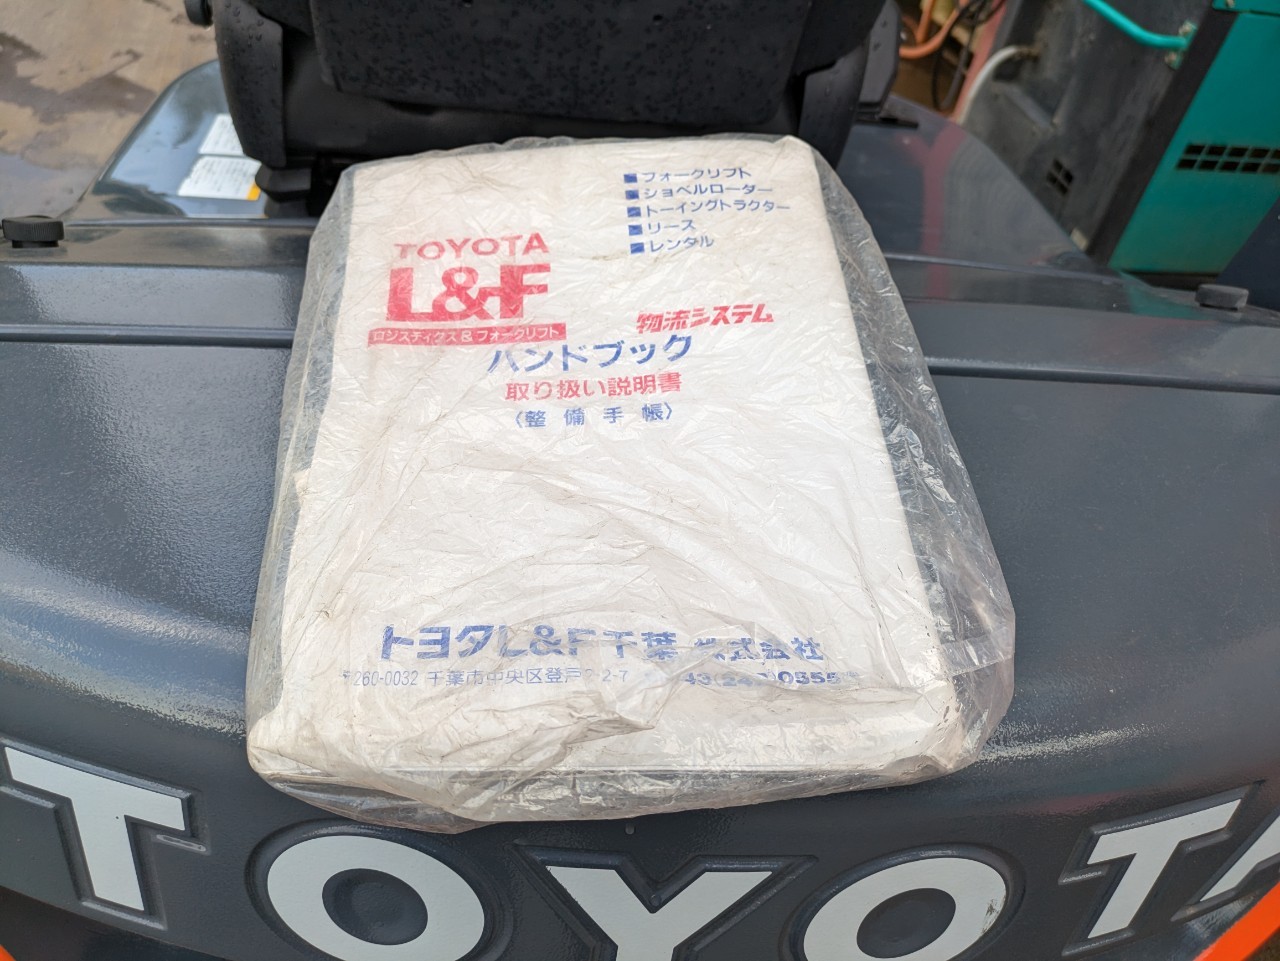 ■フォークリフト
■ショベルローダー
■トーイングトラクター
■リース
■レンタル
TOYOTA
L&F
ロジスティクス&フォークリフト
物流システム
ハンドブック
取り扱い説明書
〈整備手帳〉
トヨタL&F千葉 株式会社
〒260-0032 千葉市中央区登戸
TOYOTA